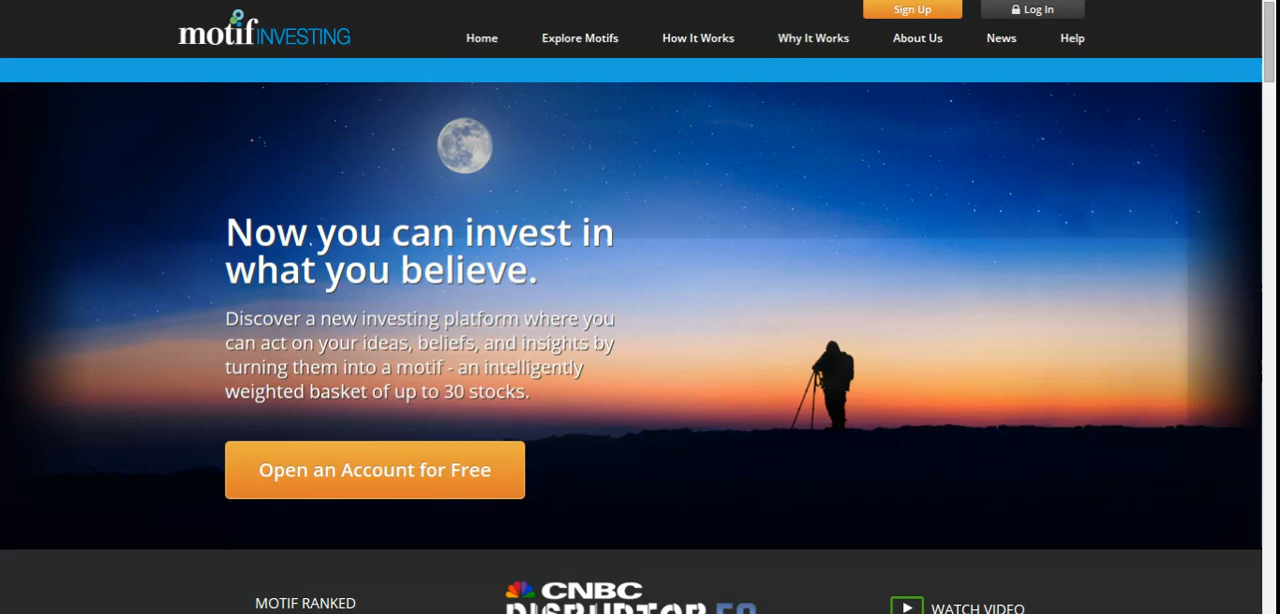 Sign Up
Log In
motif INVESTING
Home
Explore Motifs
How It Works
Why It Works
About Us
News
Help
Now you can invest in
what you believe.
Discover a new investing platform where you
can act on your ideas, beliefs, and insights by
turning them into a motif - an intelligently
weighted basket of up to 30 stocks.
Open an Account for Free
MOTIF RANKED
CNBC
DISRUPTOR 50
WATCH VIDEO